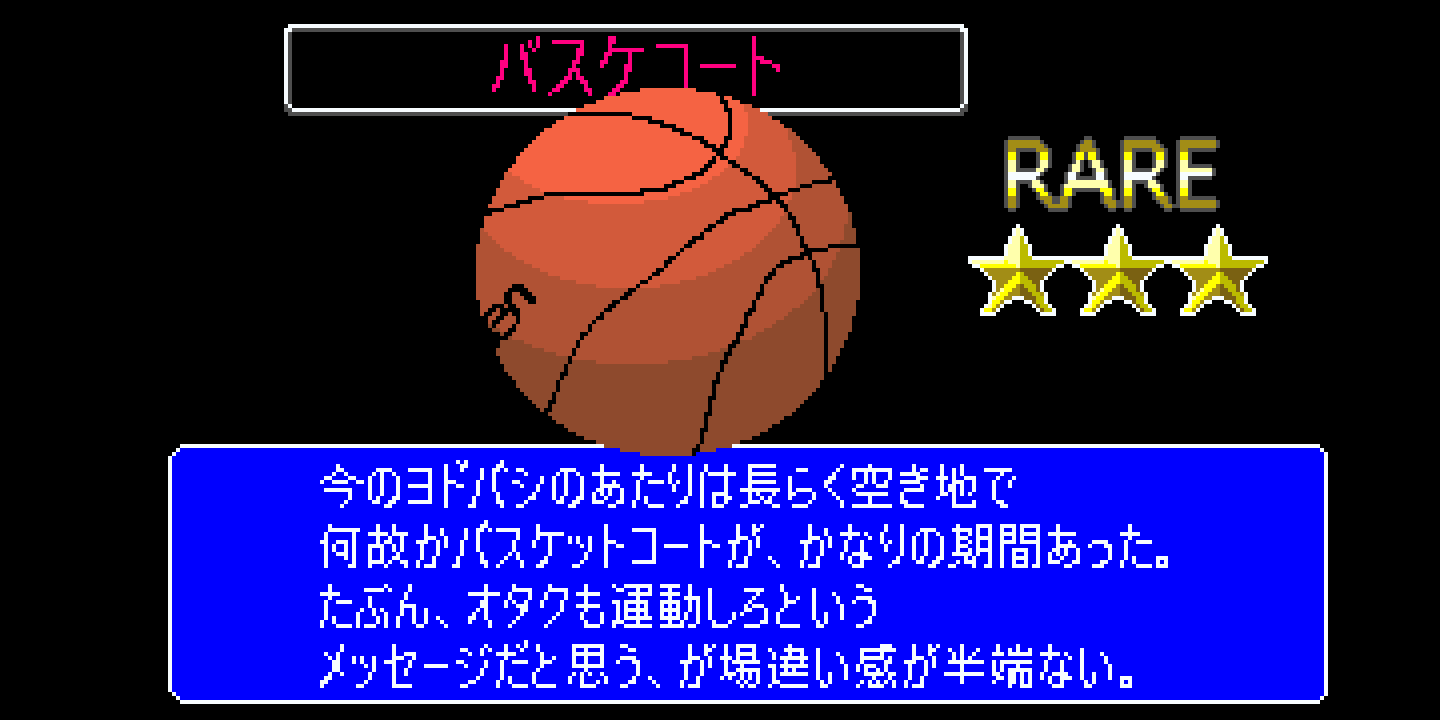 バスケコート
RARE
今のヨドバシのあたりは長らく空き地で
何故かバスケットコートが、かなりの期間あった。
たぶん、オタクも運動しろという
メッセージだと思う、が場違い感が半端ない。